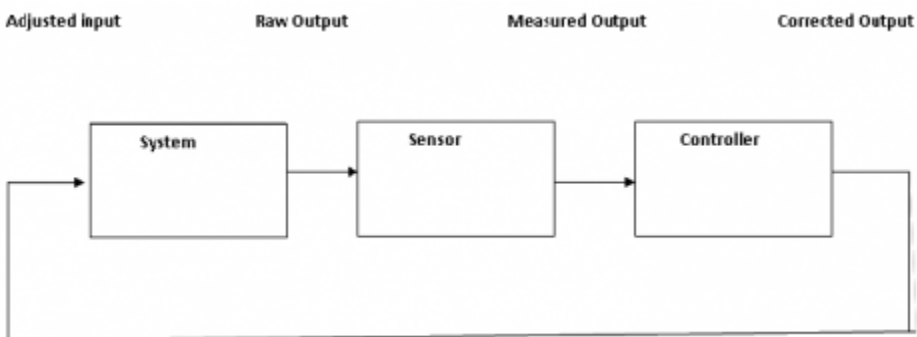 Adjusted input Raw Output Measured Output Corrected Output
System Sensor Controller